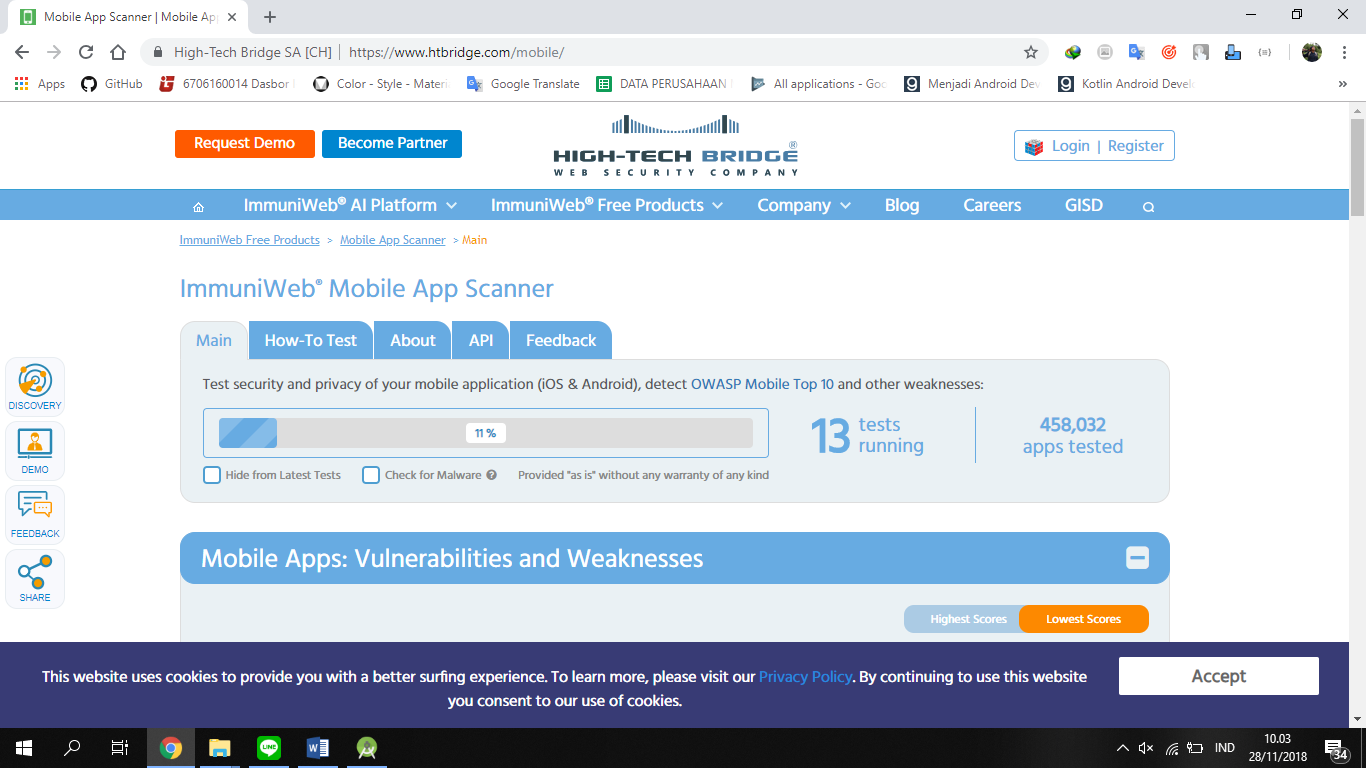 Mobile App Scanner | Mobile Ap
High-Tech Bridge SA [CH] | https://www.htbridge.com/mobile/
Apps GitHub 6706160014 Dasbor Color - Style - Materi Google Translate DATA PERUSAHAAN All applications - Goo Menjadi Android Dev Kotlin Android Devel »
Request Demo Become Partner
HIGH-TECH BRIDGE®
WEB SECURITY COMPANY
Login | Register
ImmuniWeb® AI Platform ImmuniWeb® Free Products Company Blog Careers GISD
ImmuniWeb Free Products > Mobile App Scanner > Main
ImmuniWeb® Mobile App Scanner
Main How-To Test About API Feedback
Test security and privacy of your mobile application (iOS & Android), detect OWASP Mobile Top 10 and other weaknesses:
11 %
13 tests running
458,032 apps tested
Hide from Latest Tests Check for Malware ? Provided "as is" without any warranty of any kind
DISCOVERY
DEMO
FEEDBACK
SHARE
Mobile Apps: Vulnerabilities and Weaknesses
Highest Scores Lowest Scores
This website uses cookies to provide you with a better surfing experience. To learn more, please visit our Privacy Policy. By continuing to use this website
you consent to our use of cookies.
Accept
LINE
IND
10.03
28/11/2018
34